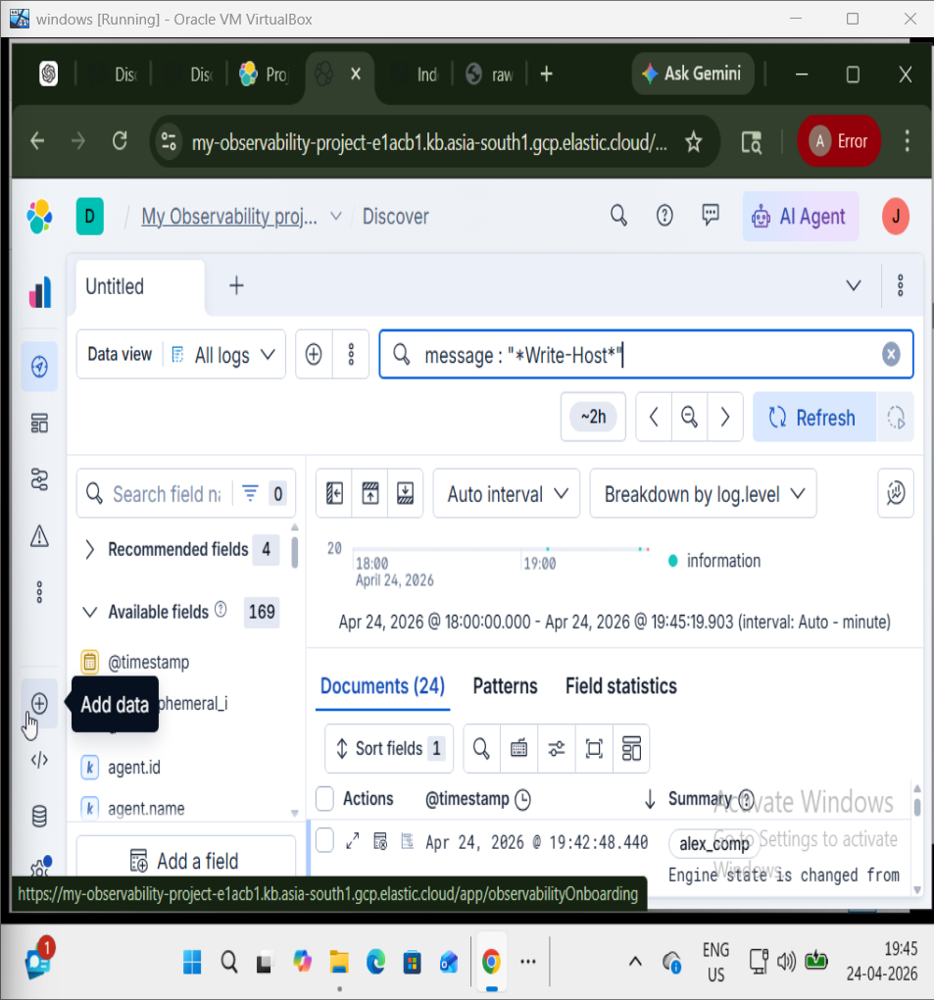 windows [Running] - Oracle VM VirtualBox
Disc
Disc
Pro
Ind
raw
Ask Gemini
my-observability-project-e1acb1.kb.asia-south1.gcp.elastic.cloud/...
A Error
D / My Observability proj... Discover
AI Agent
J
Untitled
Data view
All logs
message : "*Write-Host*"
~2h
Refresh
Search field na
0
Auto interval
Breakdown by log.level
Recommended fields 4
20
18:00
19:00
April 24, 2026
information
Available fields 169
Apr 24, 2026 @ 18:00:00.000 - Apr 24, 2026 @ 19:45:19.903 (interval: Auto - minute)
@timestamp
Documents (24)
Patterns
Field statistics
Add data
phemeral_i
Sort fields 1
k agent.id
Actions
@timestamp
Summary
k agent.name
Activate Windows
Go to Settings to activate
Windows.
Apr 24, 2026 @ 19:42:48.440
alex_comp
Engine state is changed from
Add a field
https://my-observability-project-e1acb1.kb.asia-south1.gcp.elastic.cloud/app/observabilityOnboarding
1
ENG
US
19:45
24-04-2026